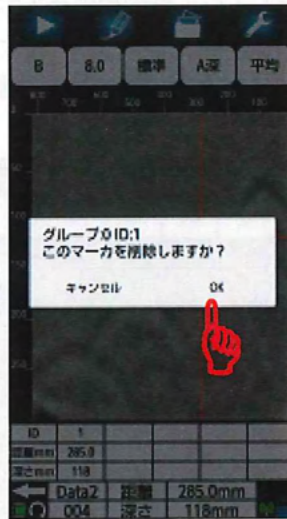 B 8.0 標準 A深 平均
グループ:0 ID:1
このマーカを削除しますか?
キャンセル OK
ID 1
距離mm 285.0
深さmm 118
Data2 距離 285.0mm
004 深さ 118mm